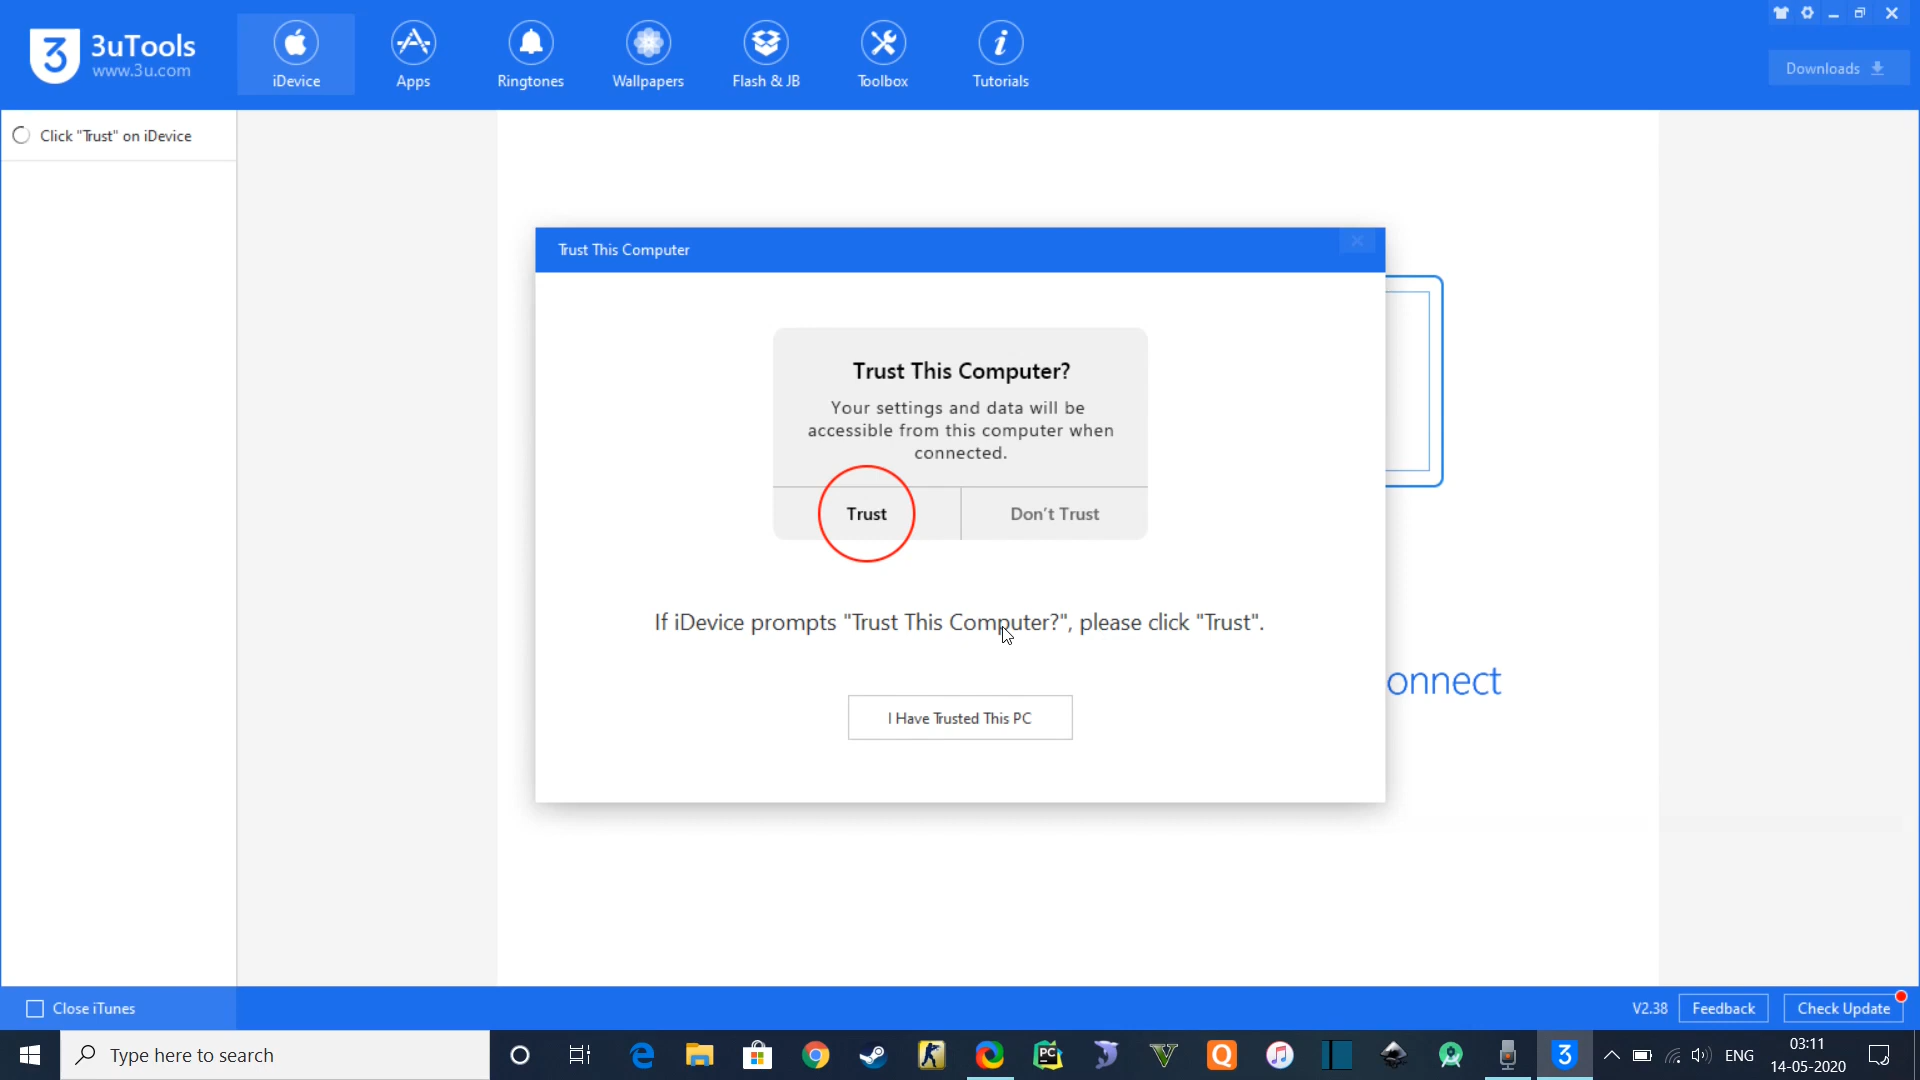 3uTools
www.3u.com
iDevice
Apps
Ringtones
Wallpapers
Flash & JB
Toolbox
Tutorials
Downloads
Click "Trust" on iDevice
Trust This Computer
Trust This Computer?
Your settings and data will be
accessible from this computer when
connected.
Trust
Don't Trust
If iDevice prompts "Trust This Computer?", please click "Trust".
onnect
I Have Trusted This PC
Close iTunes
V2.38
Feedback
Check Update
Type here to search
ENG
03:11
14-05-2020